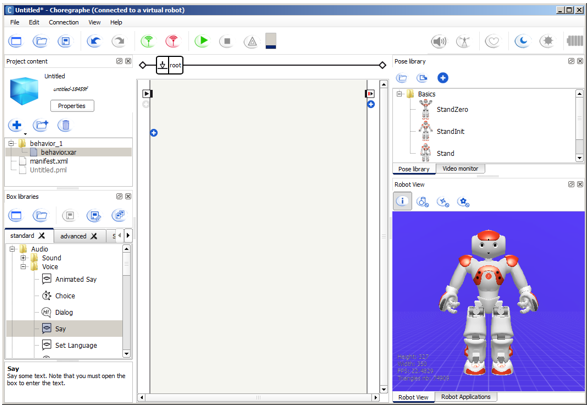 Untitled* - Choregraphe (Connected to a virtual robot)
File Edit Connection View Help
Project content
Untitled
Properties
behavior_1
behavior.xar
manifest.xml
Untitled.pml
Box libraries
standard advanced
Audio
Sound
Voice
Animated Say
Choice
Dialog
Say
Set Language
Say
Say some text. Note that you must open
the box to enter the text.
root
Pose library
Basics
StandZero
StandInit
Stand
Pose library Video monitor
Robot View
Robot View Robot Applications